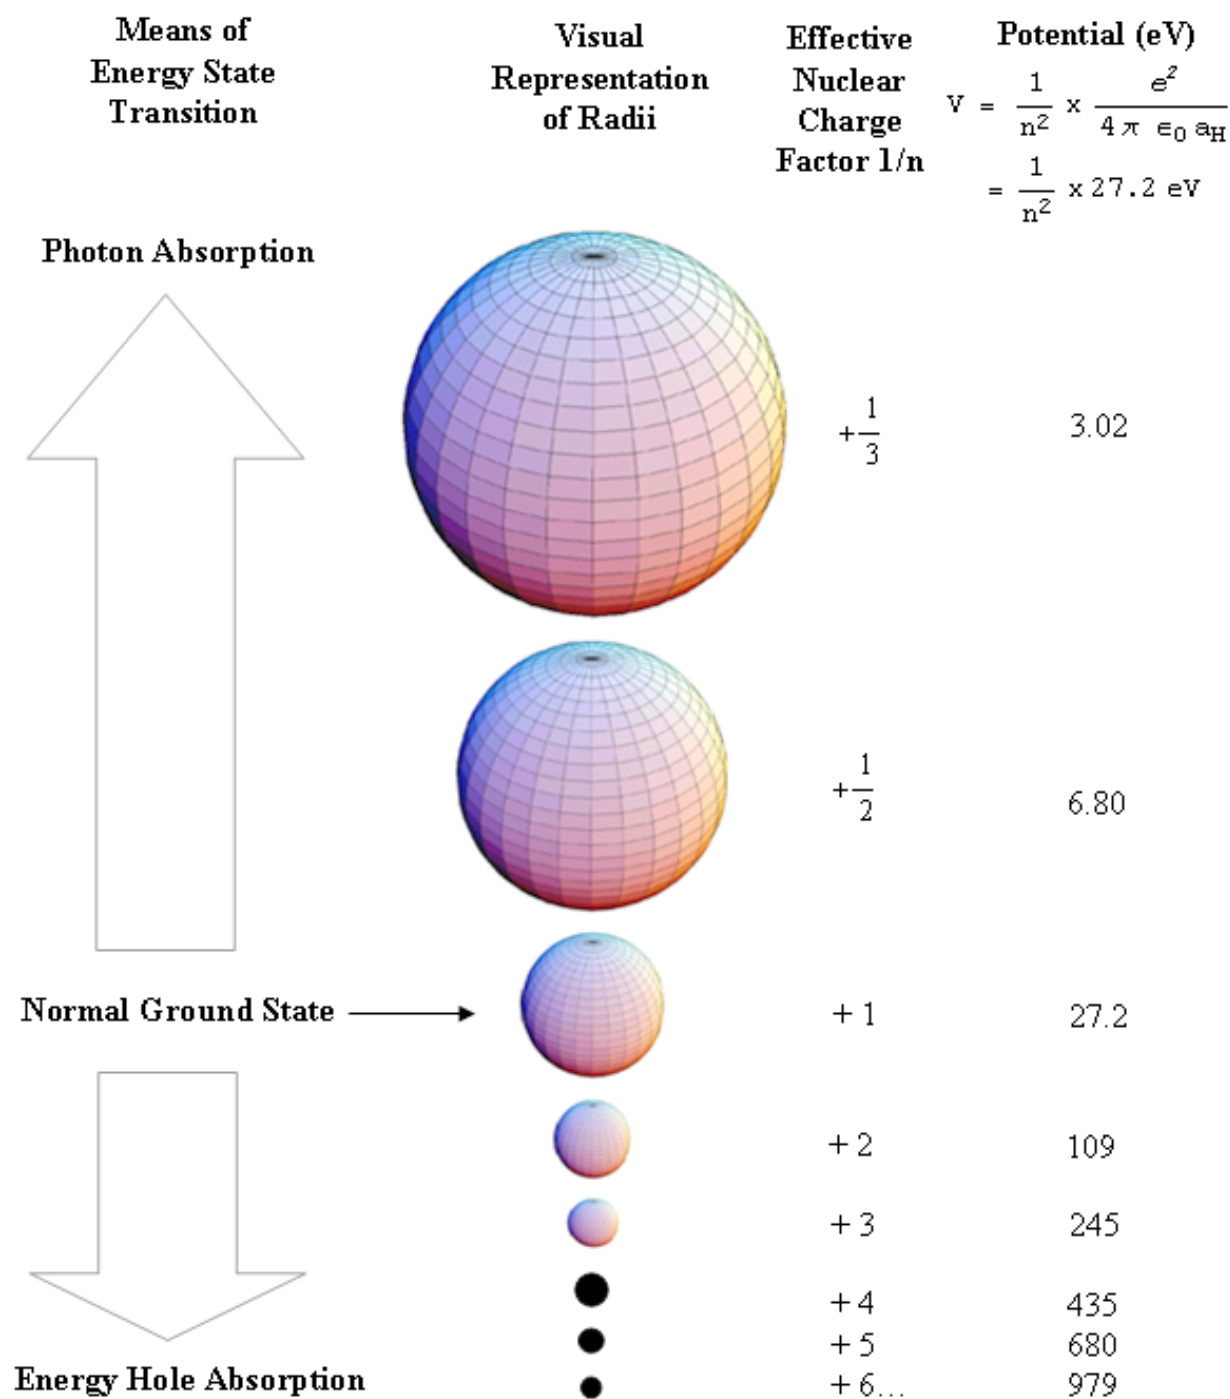 Means of
Energy State
Transition
Visual
Representation
of Radii
Effective
Nuclear
Charge
Factor 1/n
Potential (eV)
V = 1/n² x e²/(4 π ϵ₀ a_H)
= 1/n² x 27.2 eV
Photon Absorption
+1/3 3.02
+1/2 6.80
Normal Ground State + 1 27.2
+ 2 109
+ 3 245
+ 4 435
+ 5 680
Energy Hole Absorption + 6... 979